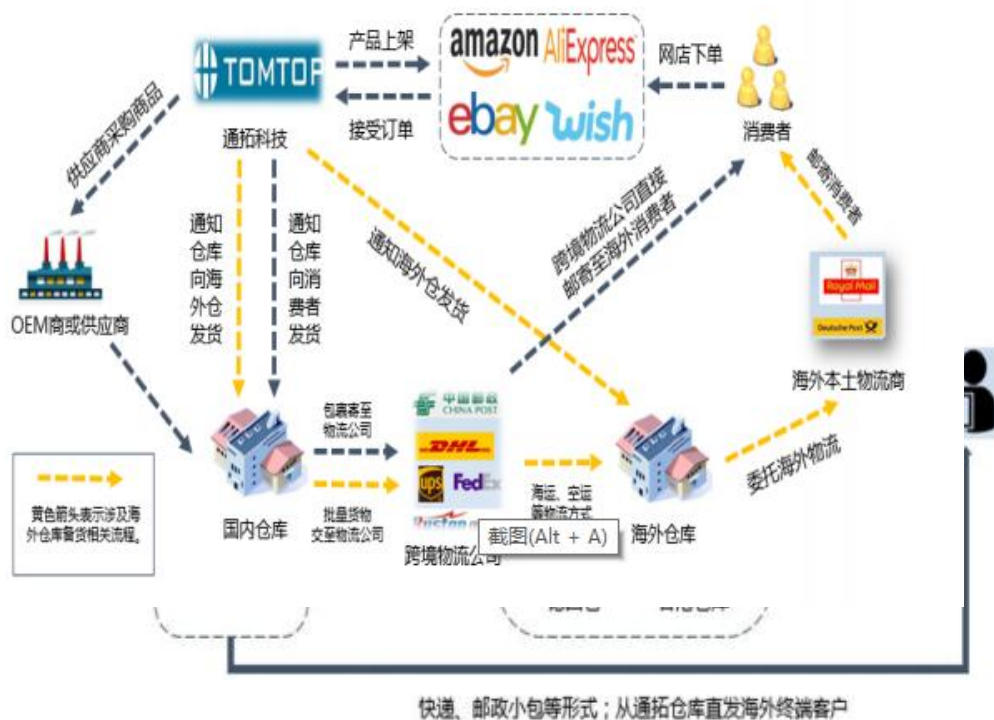 产品上架
接受订单
TOMTOP
通拓科技
amazon
AliExpress
ebay
wish
网店下单
消费者
供应商采购商品
OEM商或供应商
通知
仓库
向海
外仓
发货
通知
仓库
向消
费者
发货
通知海外仓发货
跨境物流公司直接
邮寄至海外消费者
邮寄消费者
Royal Mail
Deutsche Post
海外本土物流商
委托海外物流
包裹寄至
物流公司
批量货物
交至物流公司
中国邮政
CHINA POST
DHL
ups
FedEx
跨境物流公司
海运、空运
等物流方式
截图(Alt + A)
国内仓库
海外仓库
黄色箭头表示涉及海
外仓库备货相关流程。
快递、邮政小包等形式；从通拓仓库直发海外终端客户